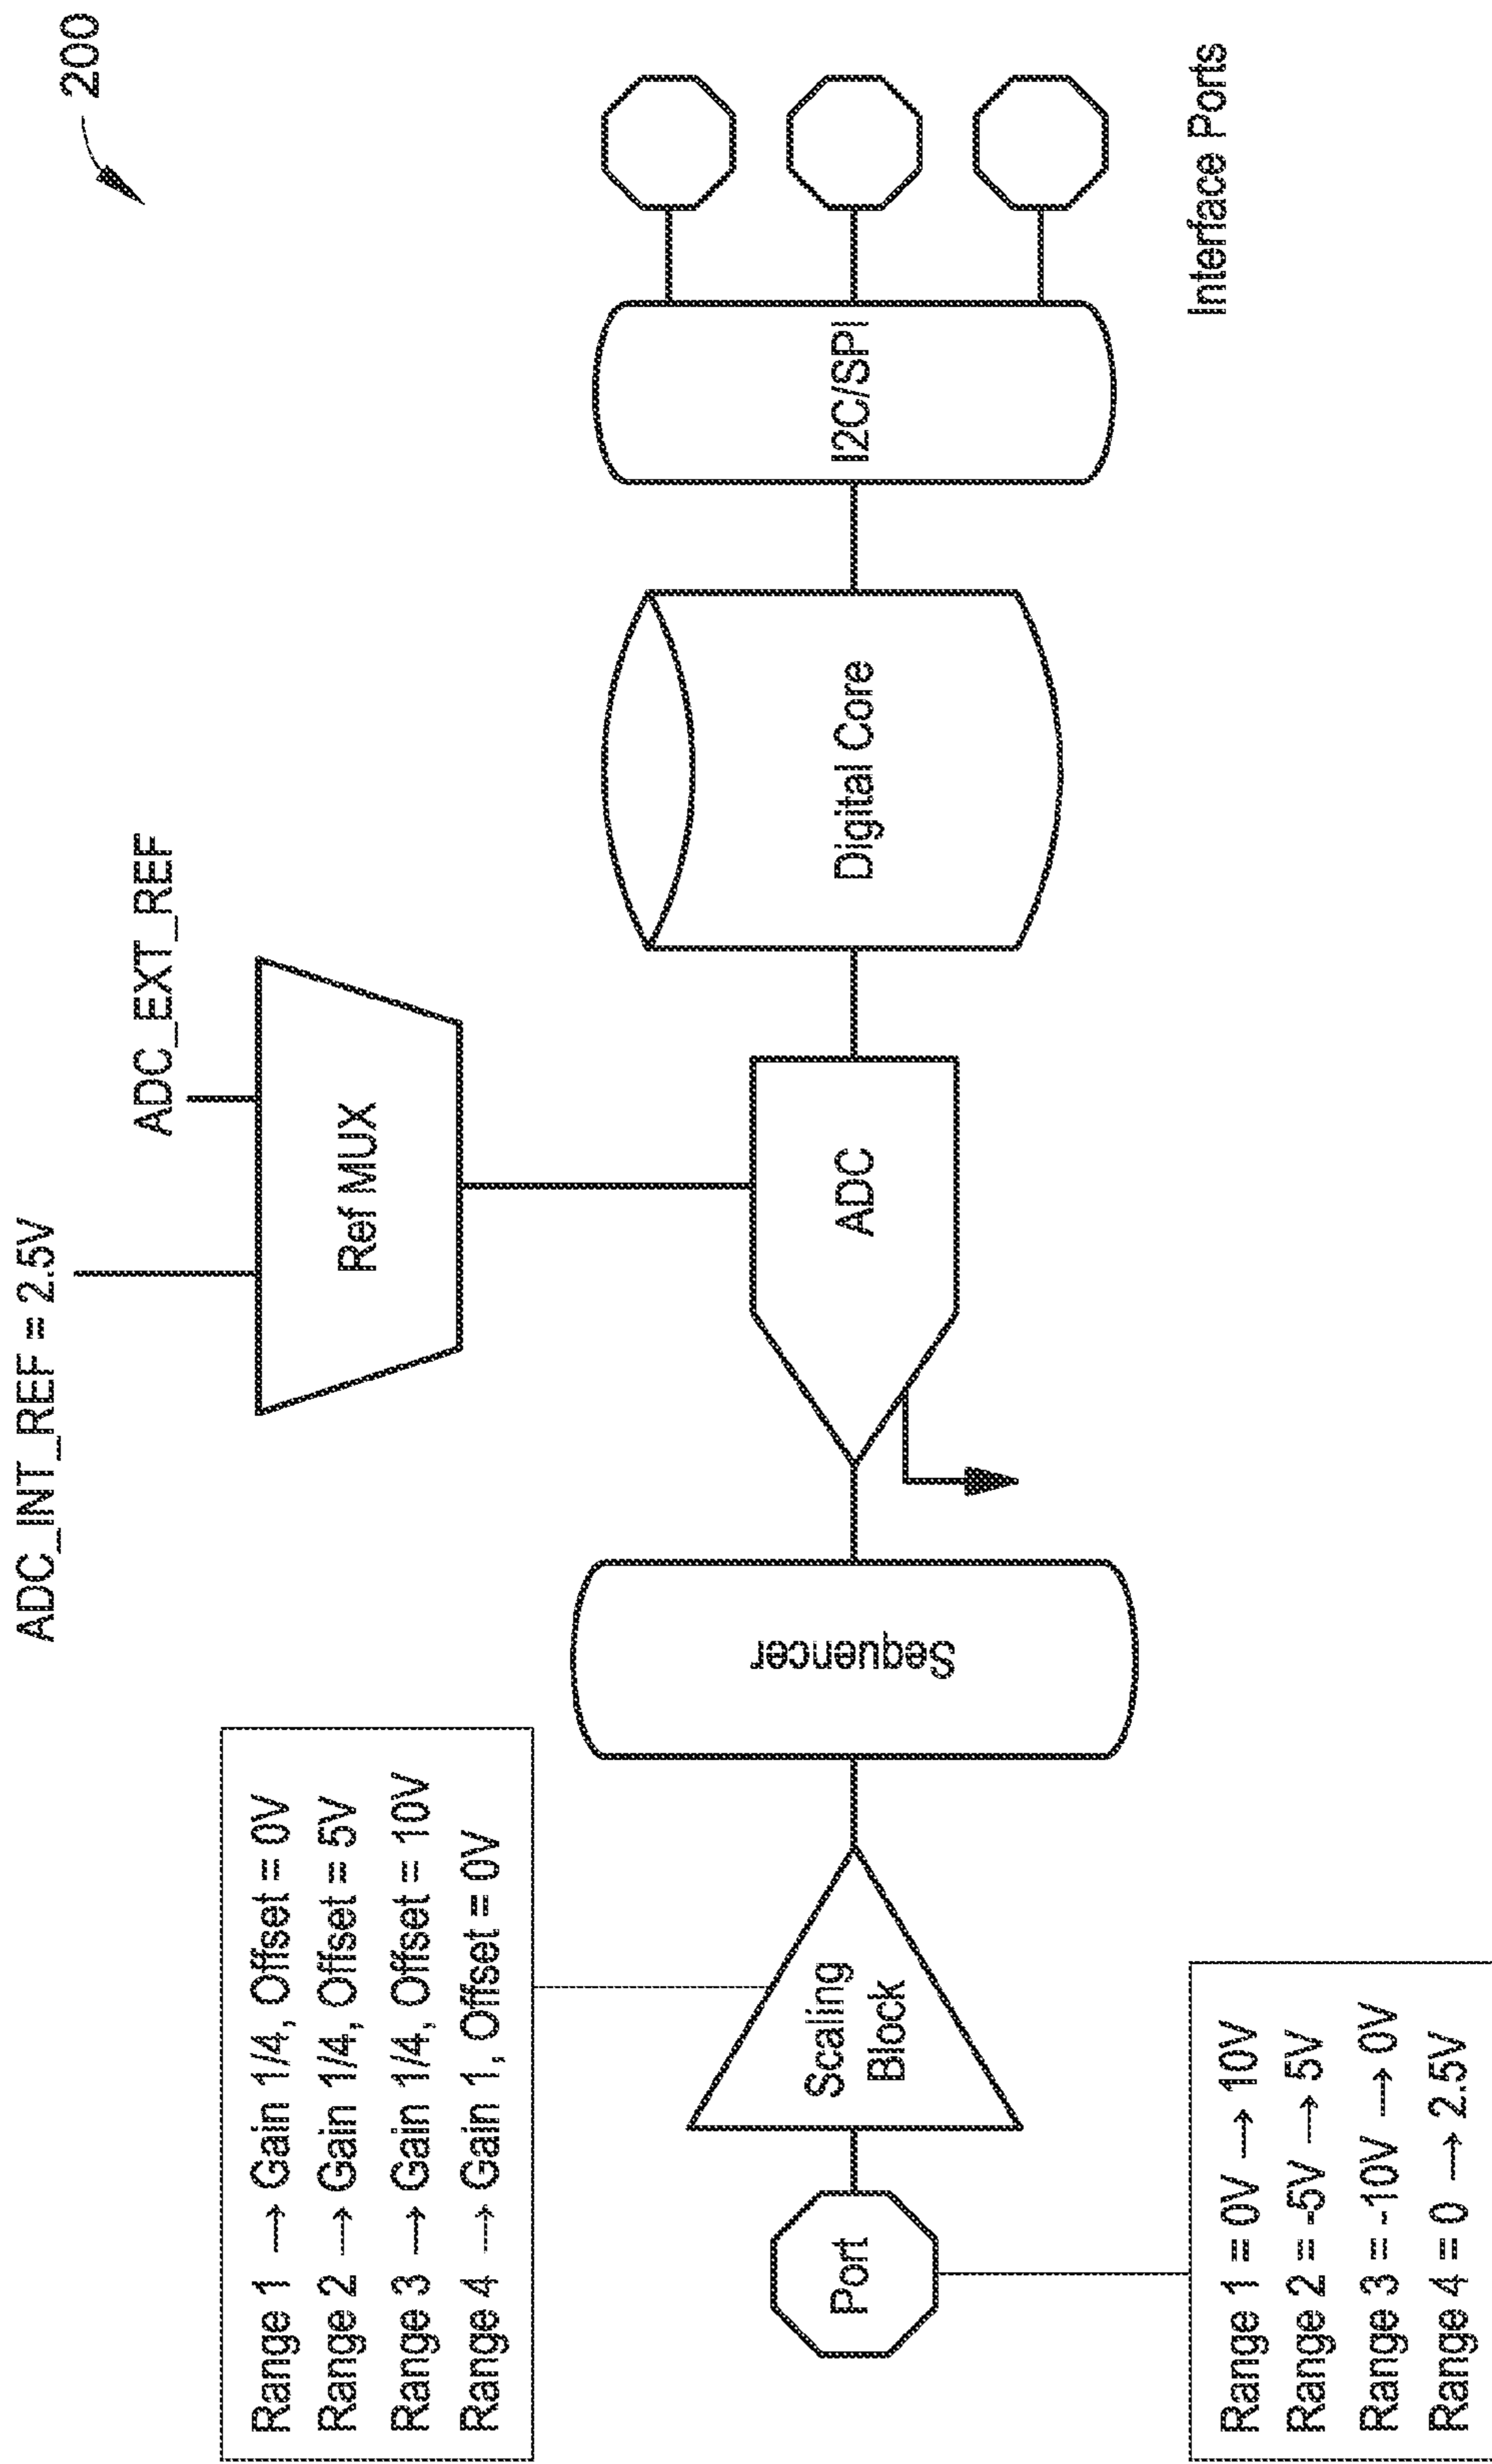 200
ADC_INT_REF = 2.5V
ADC_EXT_REF
Ref MUX
Range 1 → Gain 1/4, Offset = 0V
Range 2 → Gain 1/4, Offset = 5V
Range 3 → Gain 1/4, Offset = 10V
Range 4 → Gain 1, Offset = 0V
Port
Scaling
Block
Sequencer
ADC
Digital Core
I2C/SPI
Interface Ports
Range 1 = 0V → 10V
Range 2 = -5V → 5V
Range 3 = -10V → 0V
Range 4 = 0 → 2.5V